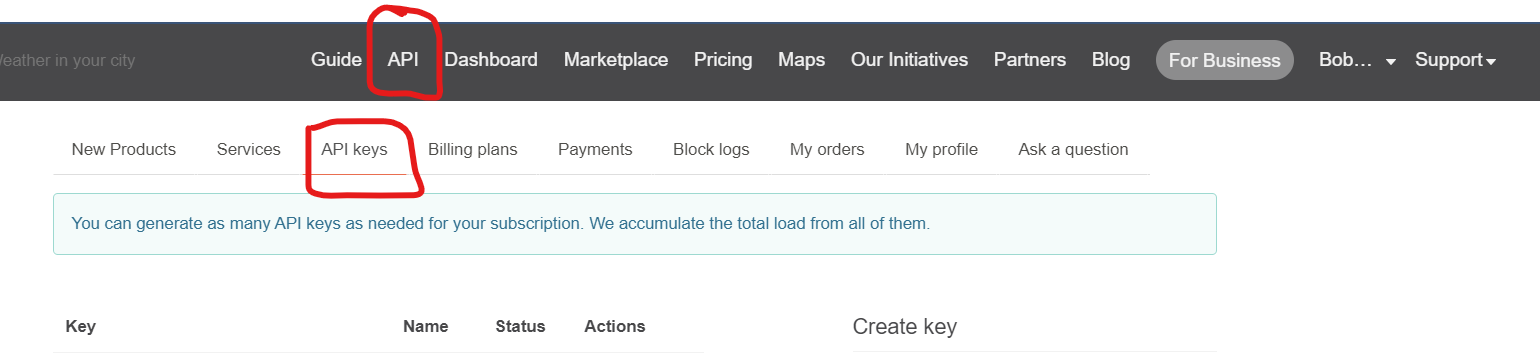 Weather in your city Guide API Dashboard Marketplace Pricing Maps Our Initiatives Partners Blog For Business Bob... Support
New Products Services API keys Billing plans Payments Block logs My orders My profile Ask a question
You can generate as many API keys as needed for your subscription. We accumulate the total load from all of them.
Key Name Status Actions Create key